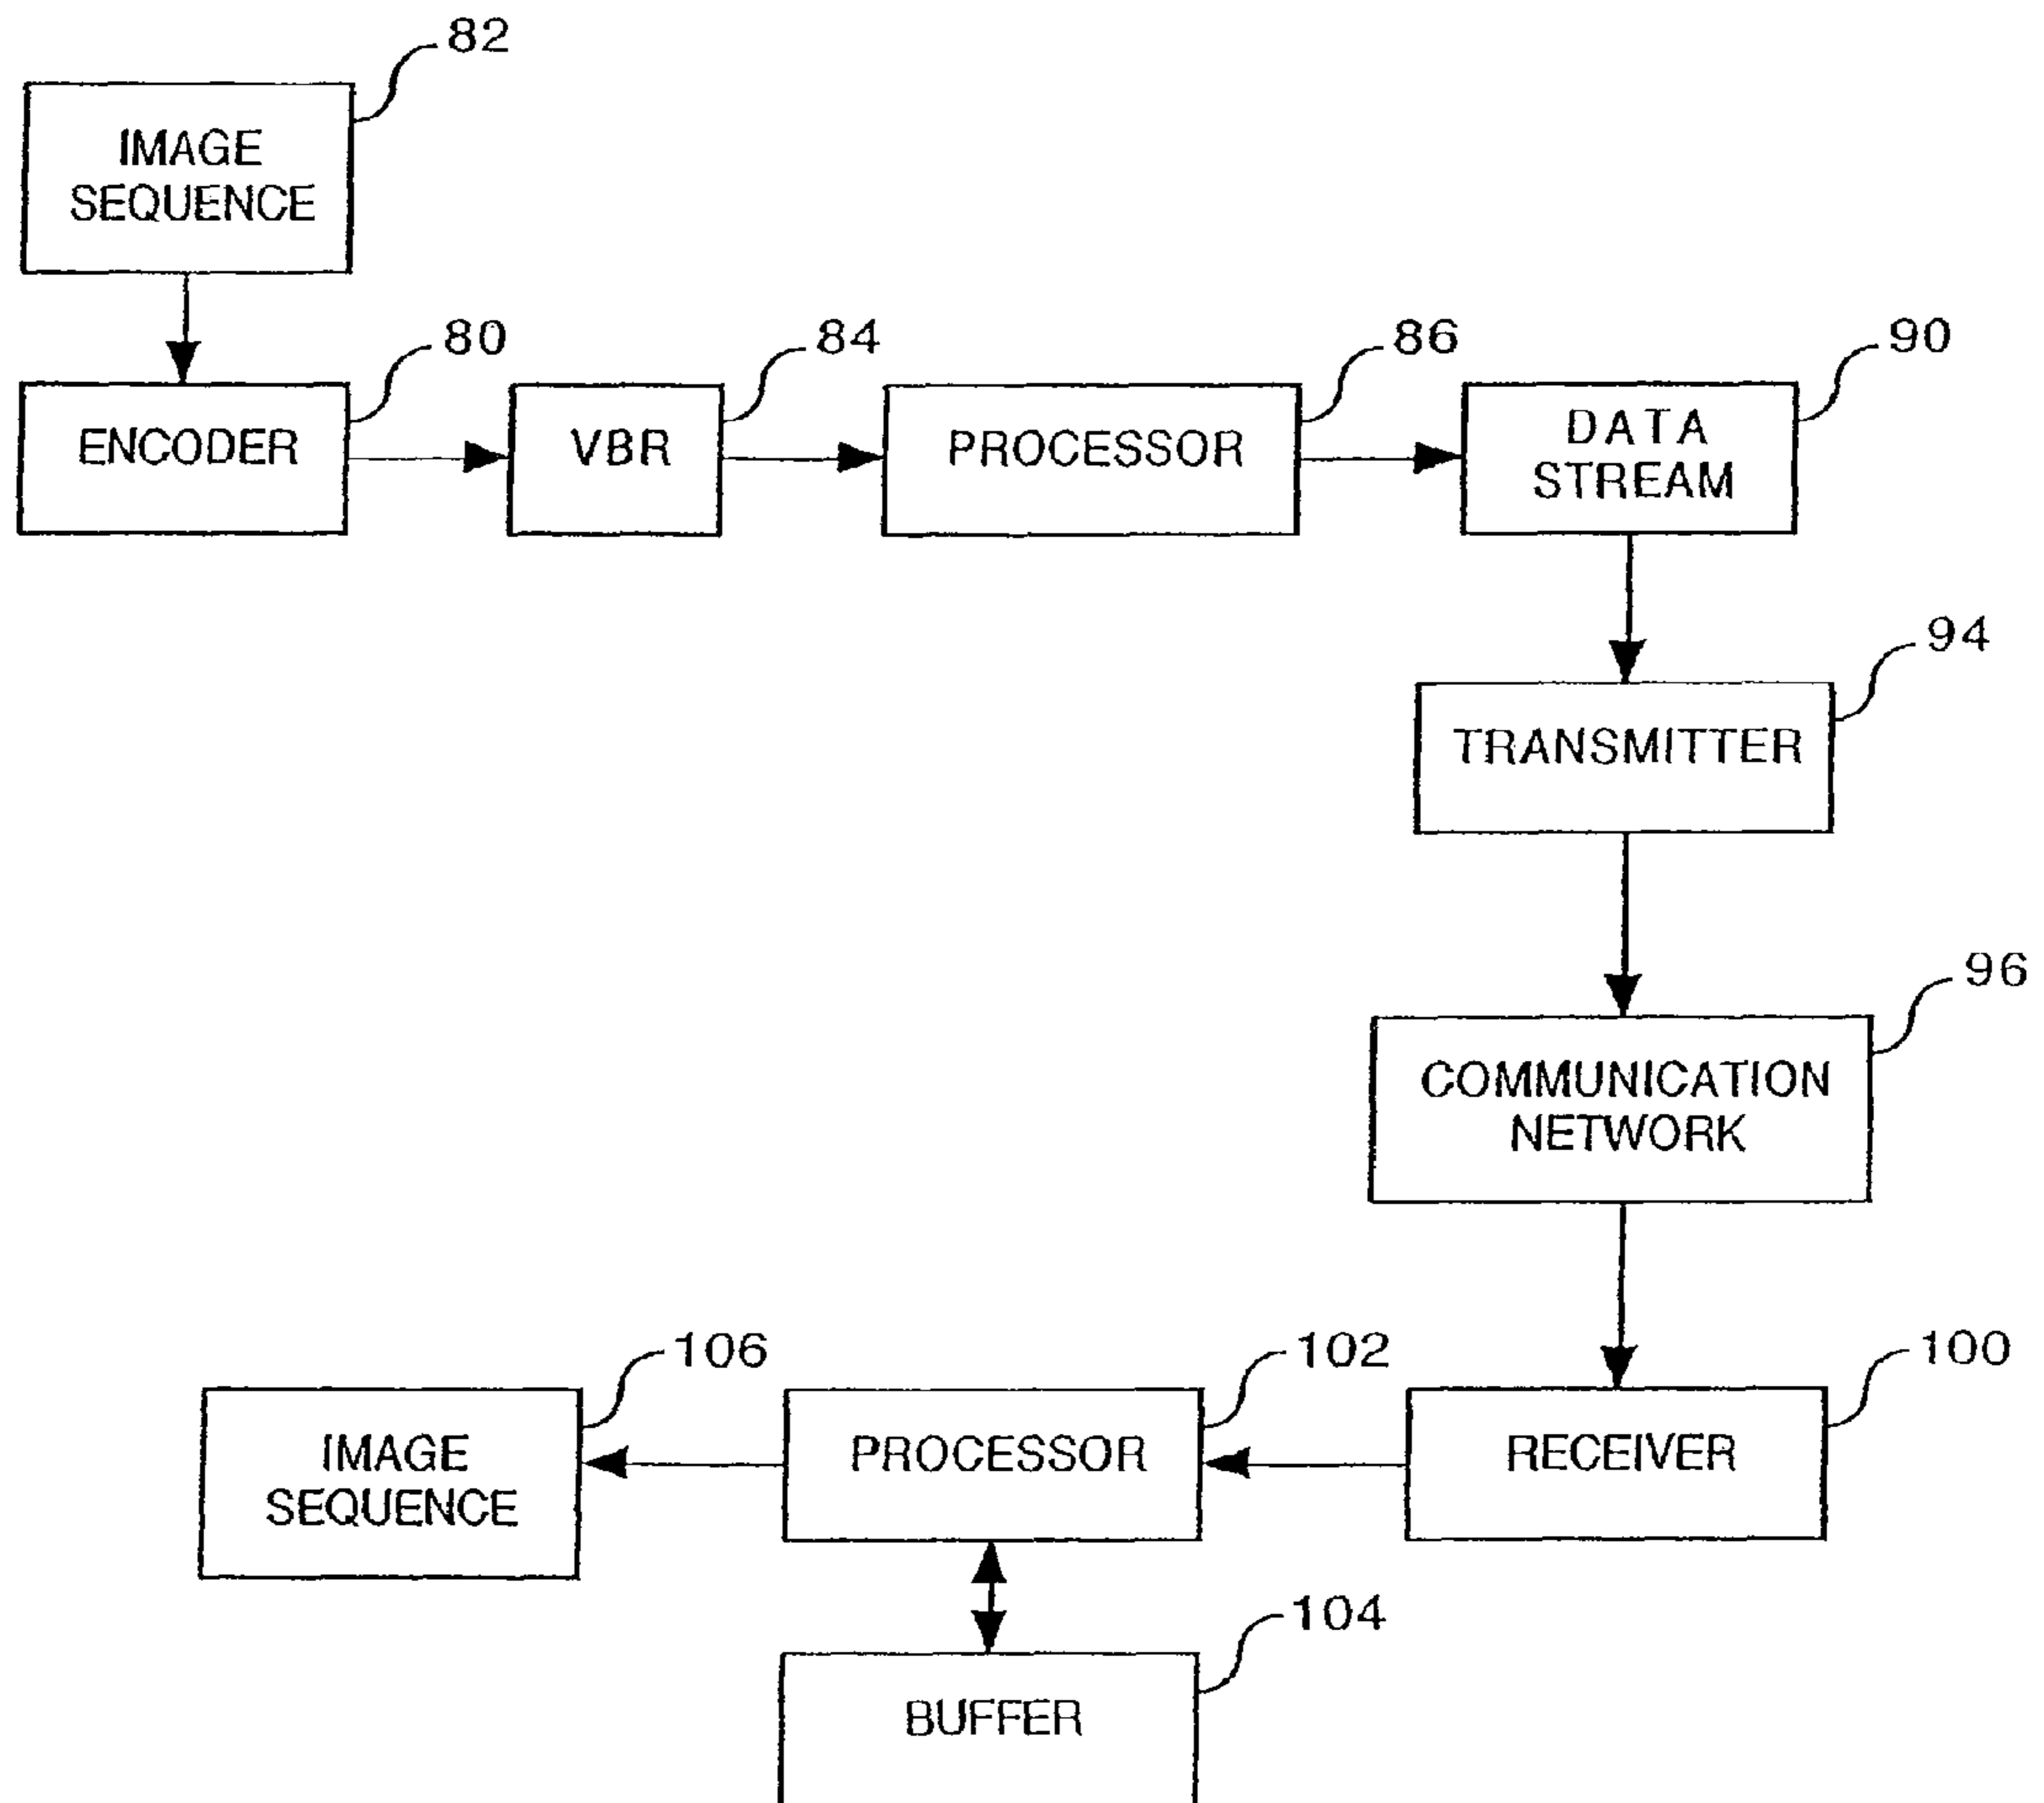 82
IMAGE
SEQUENCE
80
84
86
90
ENCODER
VBR
PROCESSOR
DATA
STREAM
94
TRANSMITTER
96
COMMUNICATION
NETWORK
106
102
100
IMAGE
SEQUENCE
PROCESSOR
RECEIVER
104
BUFFER